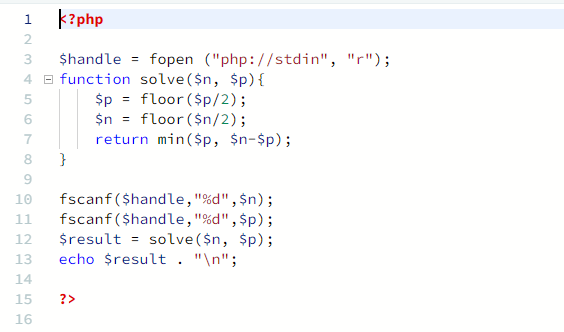 1 <?php
2
3 $handle = fopen ("php://stdin", "r");
4 function solve($n, $p){
5 $p = floor($p/2);
6 $n = floor($n/2);
7 return min($p, $n-$p);
8 }
9
10 fscanf($handle,"%d",$n);
11 fscanf($handle,"%d",$p);
12 $result = solve($n, $p);
13 echo $result . "\n";
14
15 ?>
16